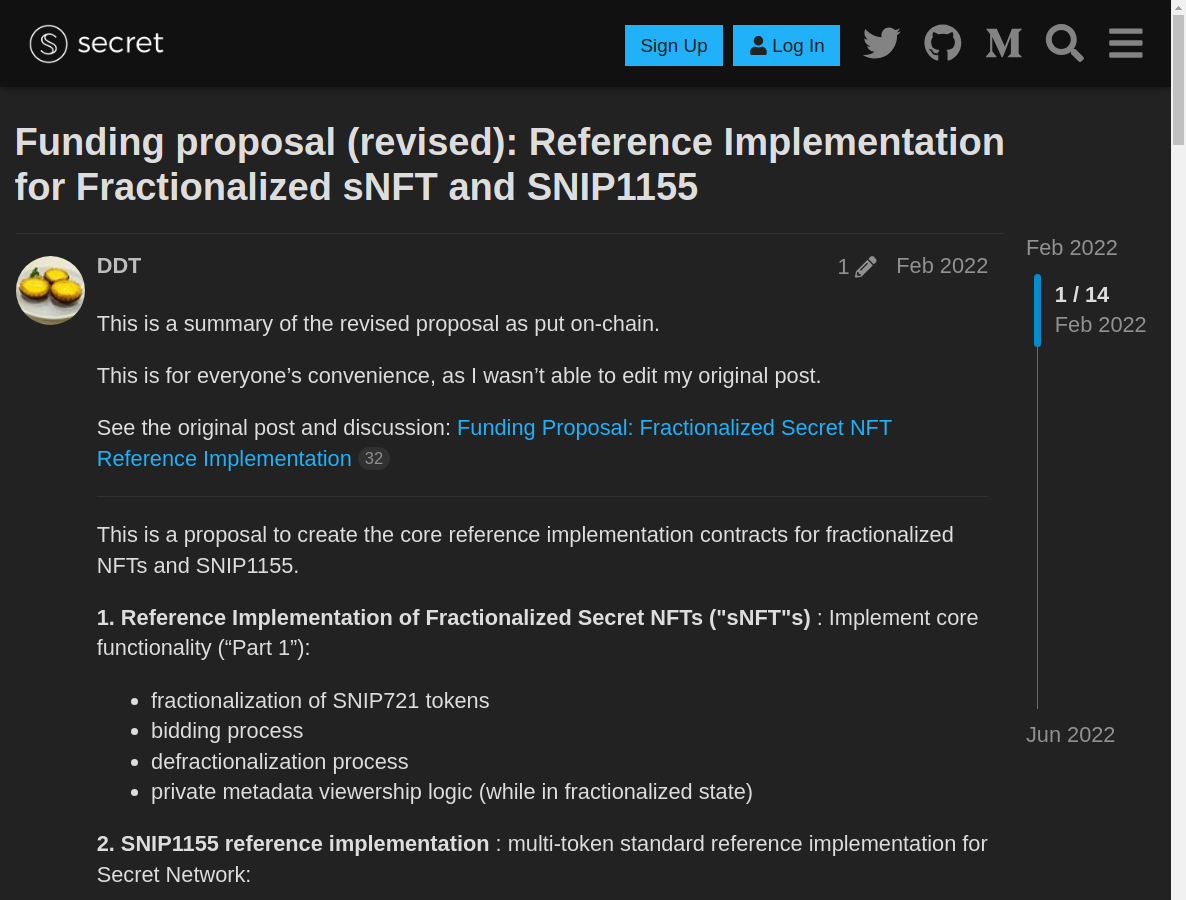 secret
Sign Up
Log In
Funding proposal (revised): Reference Implementation
for Fractionalized sNFT and SNIP1155
DDT
1
Feb 2022
This is a summary of the revised proposal as put on-chain.
This is for everyone’s convenience, as I wasn’t able to edit my original post.
See the original post and discussion: Funding Proposal: Fractionalized Secret NFT
Reference Implementation 32
This is a proposal to create the core reference implementation contracts for fractionalized
NFTs and SNIP1155.
1. Reference Implementation of Fractionalized Secret NFTs ("sNFT"s) : Implement core
functionality (“Part 1”):
fractionalization of SNIP721 tokens
bidding process
defractionalization process
private metadata viewership logic (while in fractionalized state)
2. SNIP1155 reference implementation : multi-token standard reference implementation for
Secret Network:
Feb 2022
1 / 14
Feb 2022
Jun 2022